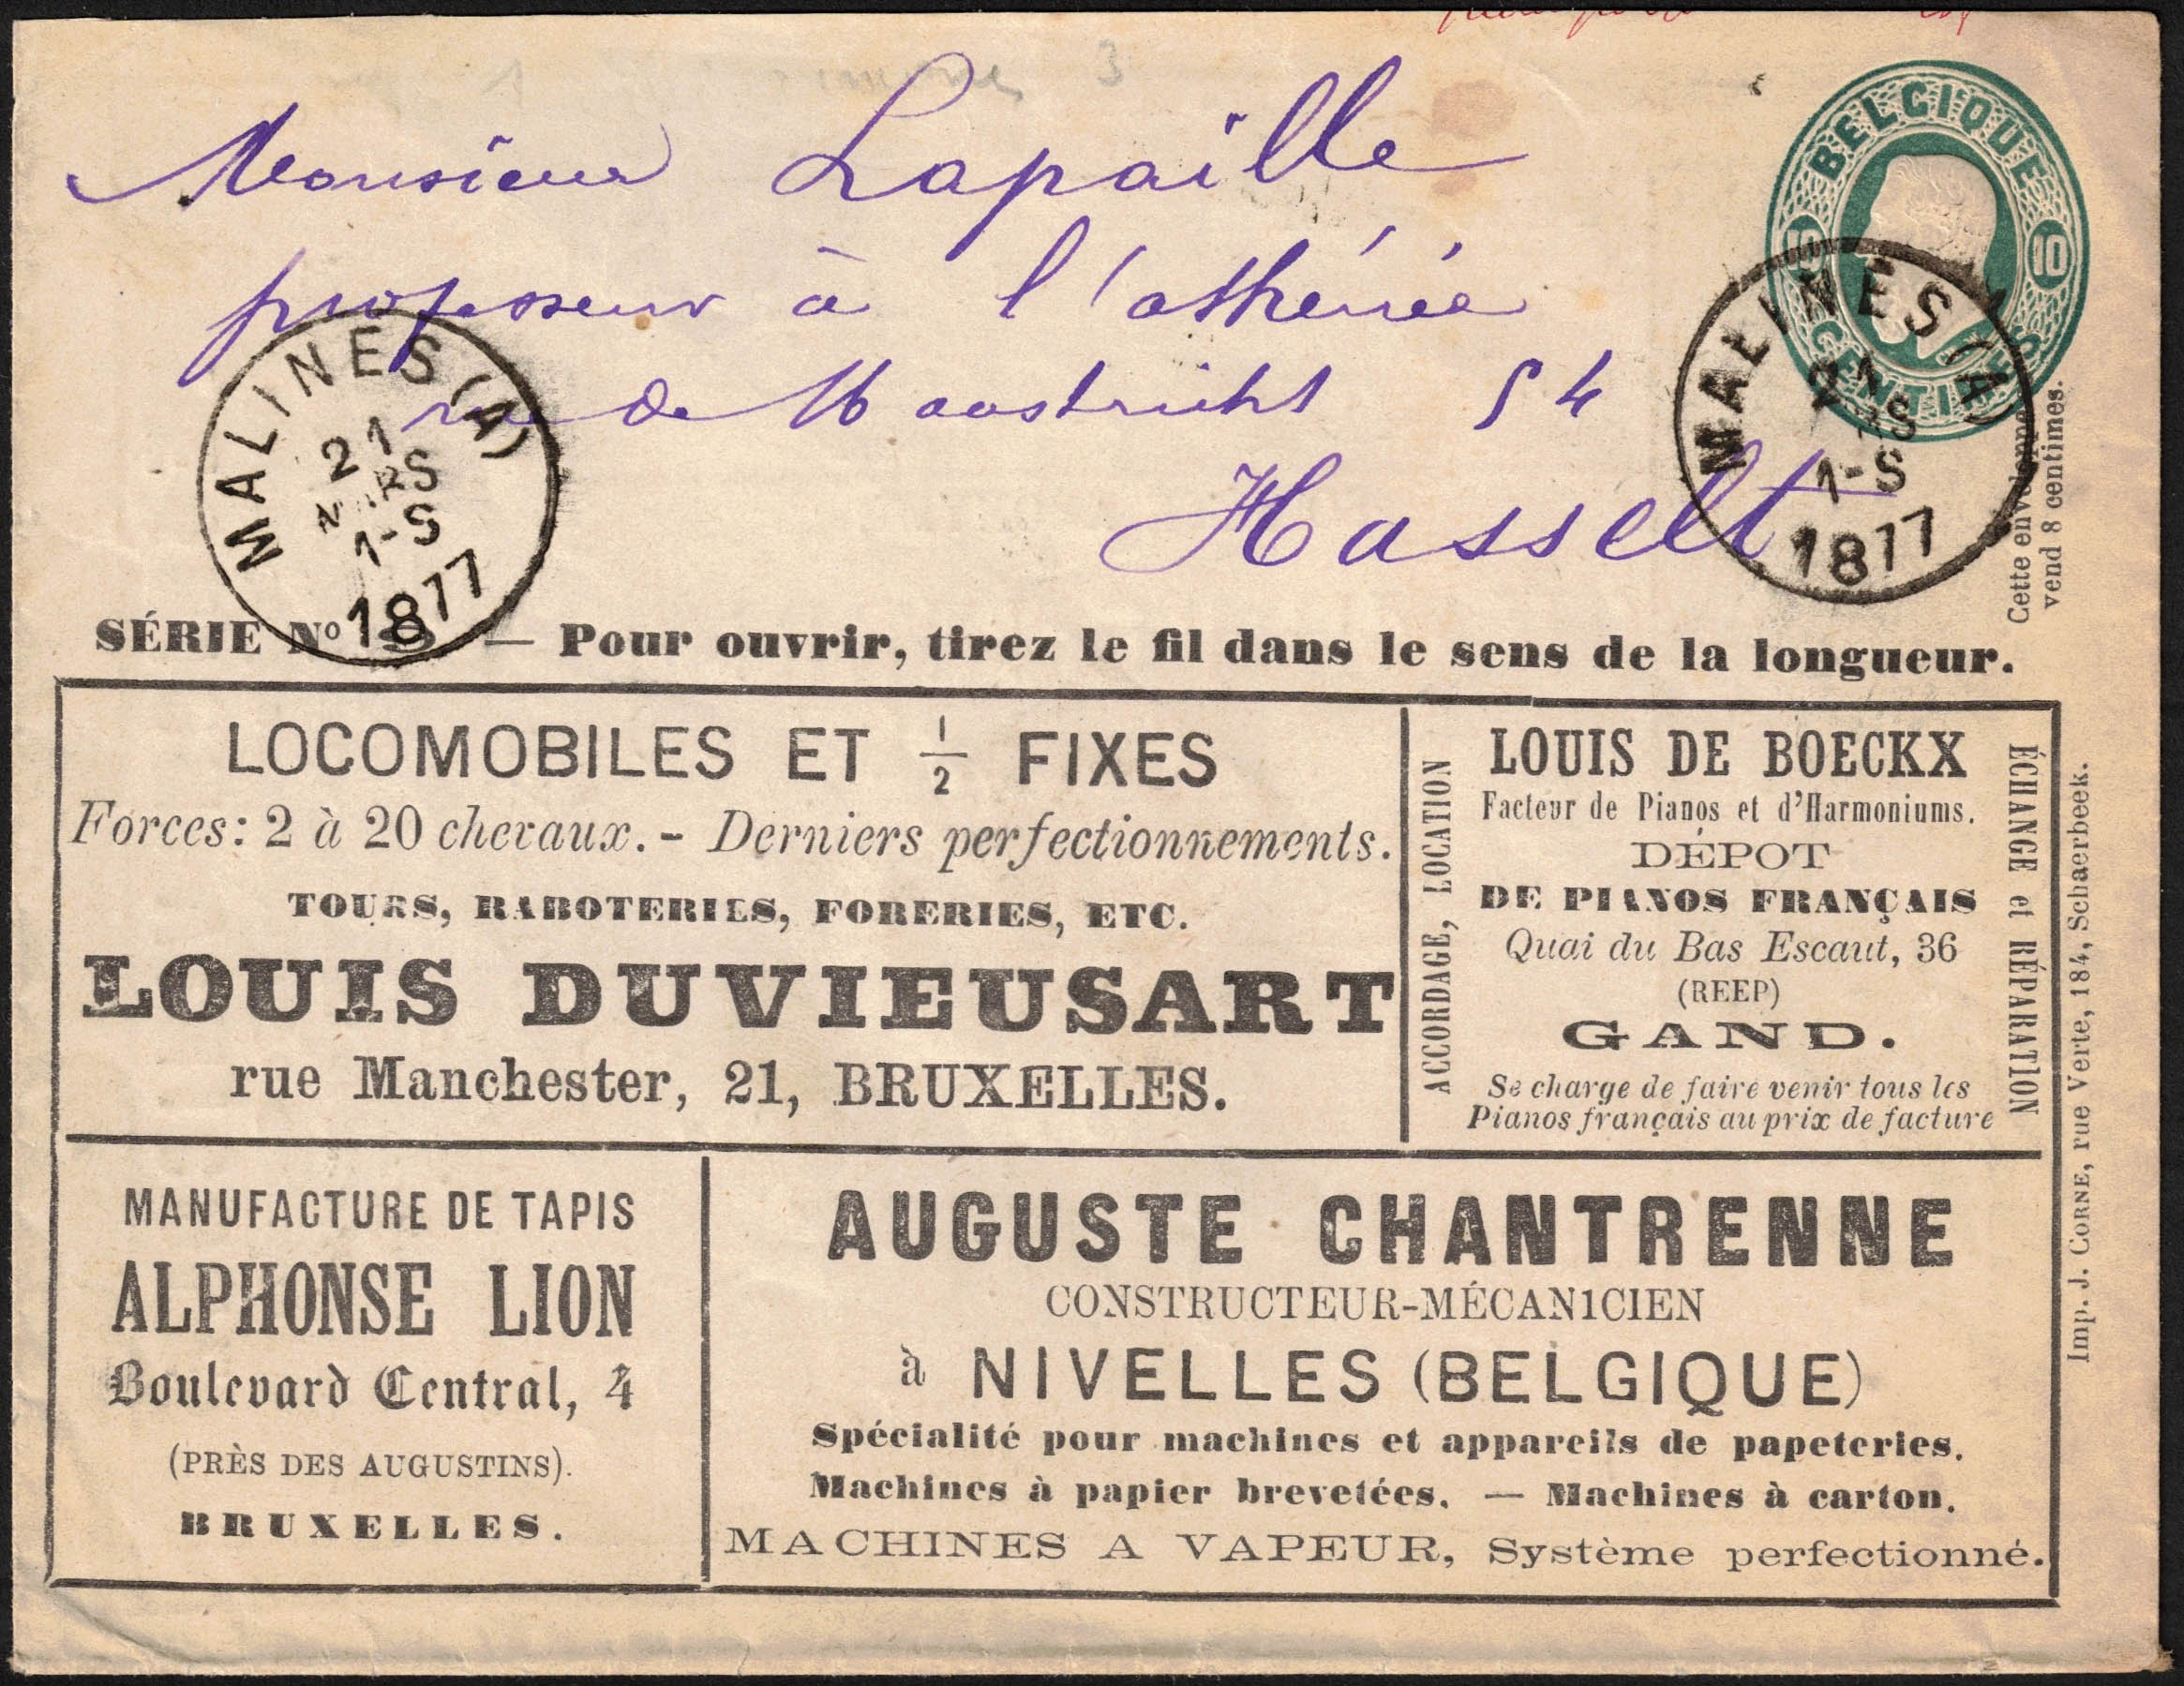 Monsieur Lapaille
professeur à l'athénée
rue de Maastricht 54
Hasselt
BELGIQUE
10 10
CENTIMES
MALINES (A)
21
MARS
1-S
1877
MALINES (A)
21
RS
1-S
1877
Cette enveloppe
vend 8 centimes.
SÉRIE No 8 — Pour ouvrir, tirez le fil dans le sens de la longueur.
LOCOMOBILES ET 1/2 FIXES
Forces: 2 à 20 chevaux. - Derniers perfectionnements.
TOURS, RABOTERIES, FORERIES, ETC.
LOUIS DUVIEUSART
rue Manchester, 21, BRUXELLES.
ACCORDAGE, LOCATION
LOUIS DE BOECKX
Facteur de Pianos et d'Harmoniums.
DÉPOT
DE PIANOS FRANÇAIS
Quai du Bas Escaut, 36
(REEP)
GAND.
Se charge de faire venir tous les
Pianos français au prix de facture
ÉCHANGE et RÉPARATION
MANUFACTURE DE TAPIS
ALPHONSE LION
Boulevard Central, 4
(PRÈS DES AUGUSTINS).
BRUXELLES.
AUGUSTE CHANTRENNE
CONSTRUCTEUR-MÉCAN1CIEN
à NIVELLES (BELGIQUE)
Spécialité pour machines et appareils de papeteries.
Machines à papier brevetées. — Machines à carton.
MACHINES A VAPEUR, Système perfectionné.
Imp. J. CORNE, rue Verte, 184, Schaerbeek.